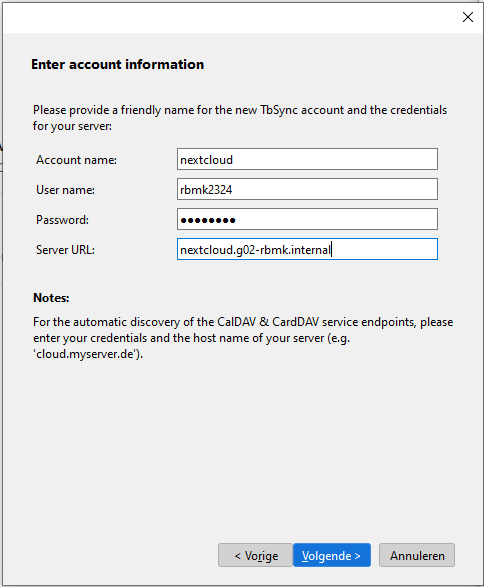 Enter account information
Please provide a friendly name for the new TbSync account and the credentials
for your server:
Account name: nextcloud
User name: rbmk2324
Password: ●●●●●●●●
Server URL: nextcloud.g02-rbmk.internal
Notes:
For the automatic discovery of the CalDAV & CardDAV service endpoints, please
enter your credentials and the host name of your server (e.g.
'cloud.myserver.de').
< Vorige Volgende > Annuleren